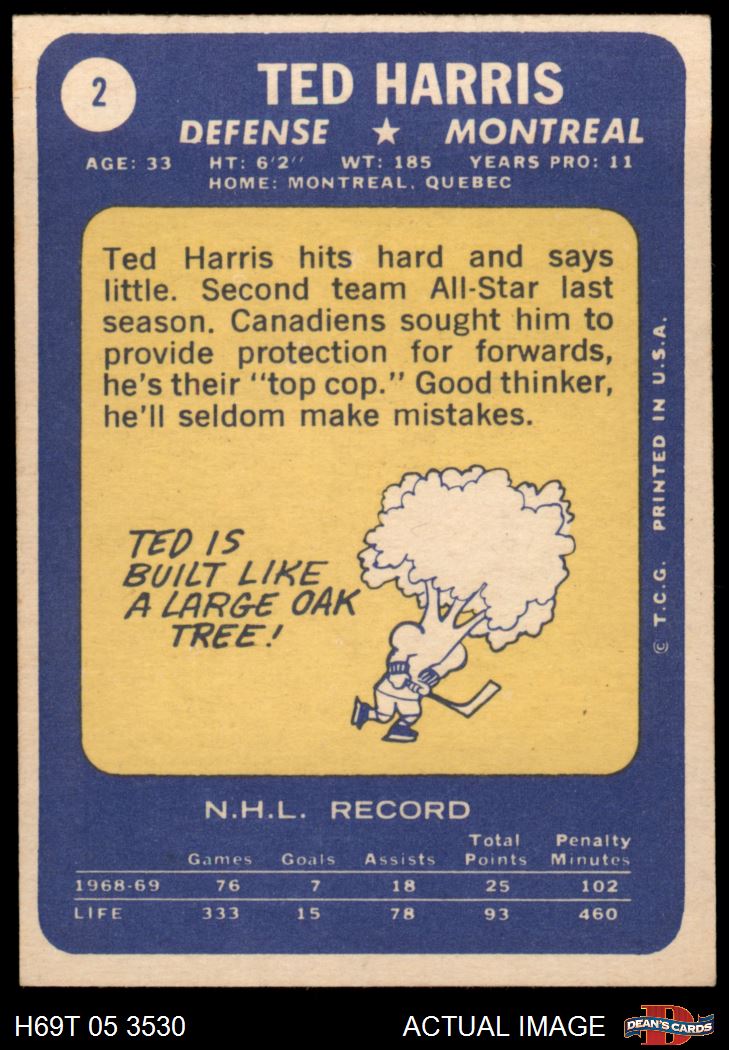 2
TED HARRIS
DEFENSE ★ MONTREAL
AGE: 33 HT: 6'2'' WT: 185 YEARS PRO: 11
HOME: MONTREAL, QUEBEC
Ted Harris hits hard and says
little. Second team All-Star last
season. Canadiens sought him to
provide protection for forwards,
he's their "top cop." Good thinker,
he'll seldom make mistakes.
TED IS
BUILT LIKE
A LARGE OAK
TREE!
© T.C.G. PRINTED IN U.S.A.
N.H.L. RECORD
Games Goals Assists Total Points Penalty Minutes
1968-69 76 7 18 25 102
LIFE 333 15 78 93 460
H69T 05 3530 ACTUAL IMAGE D DEAN'S CARDS